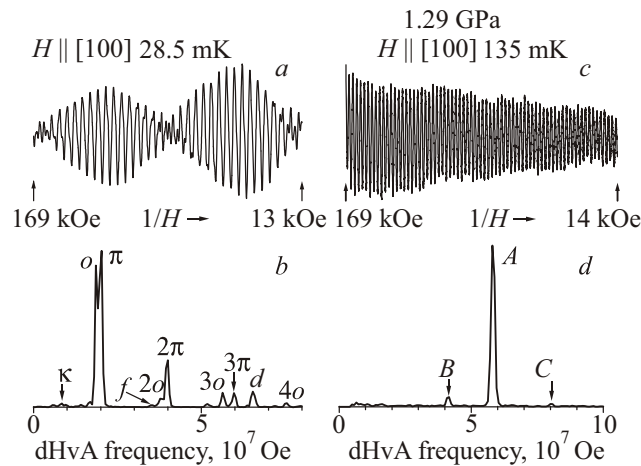 1.29 GPa
H || [100] 28.5 mK
H || [100] 135 mK
a
c
169 kOe 1/H → 13 kOe
169 kOe 1/H → 14 kOe
b
o π
κ
f 2o 2π
3o 3π d 4o
0 5
dHvA frequency, 10⁷ Oe
d
A
B
C
0 5 10
dHvA frequency, 10⁷ Oe